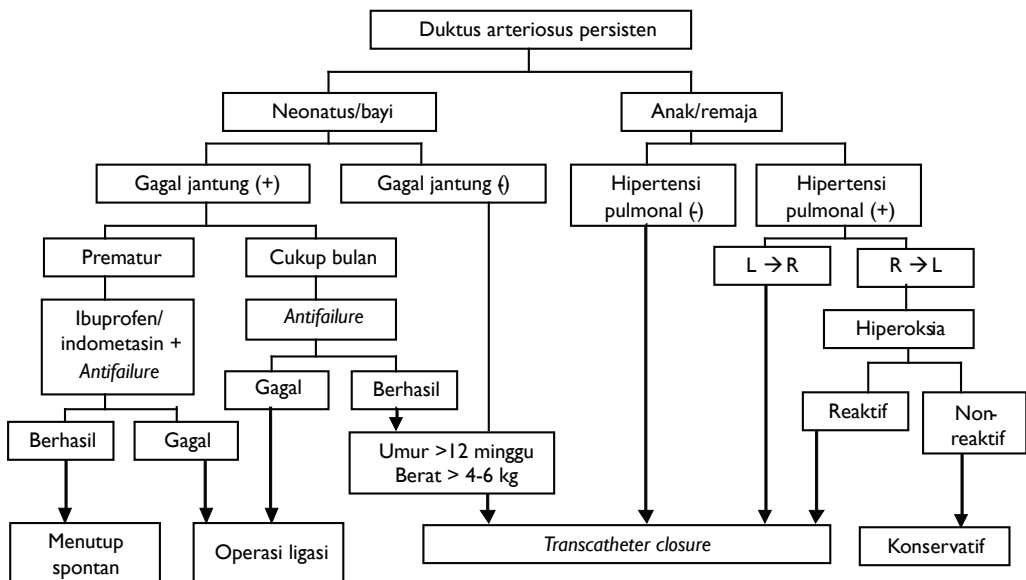 Duktus arteriosus persisten
Neonatus/bayi
Anak/remaja
Gagal jantung (+)
Gagal jantung (-)
Hipertensi
pulmonal (-)
Hipertensi
pulmonal (+)
Prematur
Cukup bulan
L → R
R → L
Ibuprofen/
indometasin +
Antifailure
Antifailure
Hiperoksia
Gagal
Berhasil
Reaktif
Non-
reaktif
Berhasil
Gagal
Umur >12 minggu
Berat > 4-6 kg
Menutup
spontan
Operasi ligasi
Transcatheter closure
Konservatif